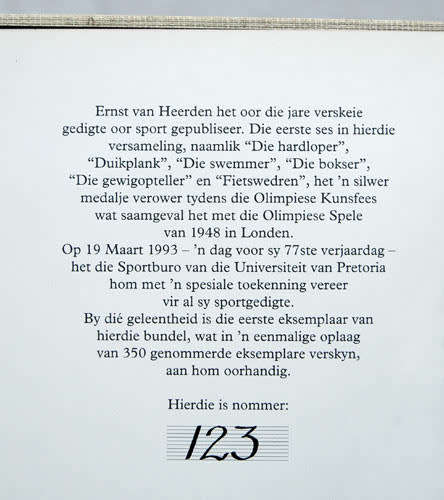 Ernst van Heerden het oor die jare verskeie
gedigte oor sport gepubliseer. Die eerste ses in hierdie
versameling, naamlik “Die hardloper”,
“Duikplank”, “Die swemmer”, “Die bokser”,
“Die gewigopteller” en “Fietswedren”, het ’n silwer
medalje verower tydens die Olimpiese Kunsfees
wat saamgeval het met die Olimpiese Spele
van 1948 in Londen.
Op 19 Maart 1993 – ’n dag voor sy 77ste verjaardag –
het die Sportburo van die Universiteit van Pretoria
hom met ’n spesiale toekenning vereer
vir al sy sportgedigte.
By dié geleentheid is die eerste eksemplaar van
hierdie bundel, wat in ’n eenmalige oplaag
van 350 genommerde eksemplare verskyn,
aan hom oorhandig.
Hierdie is nommer:
123